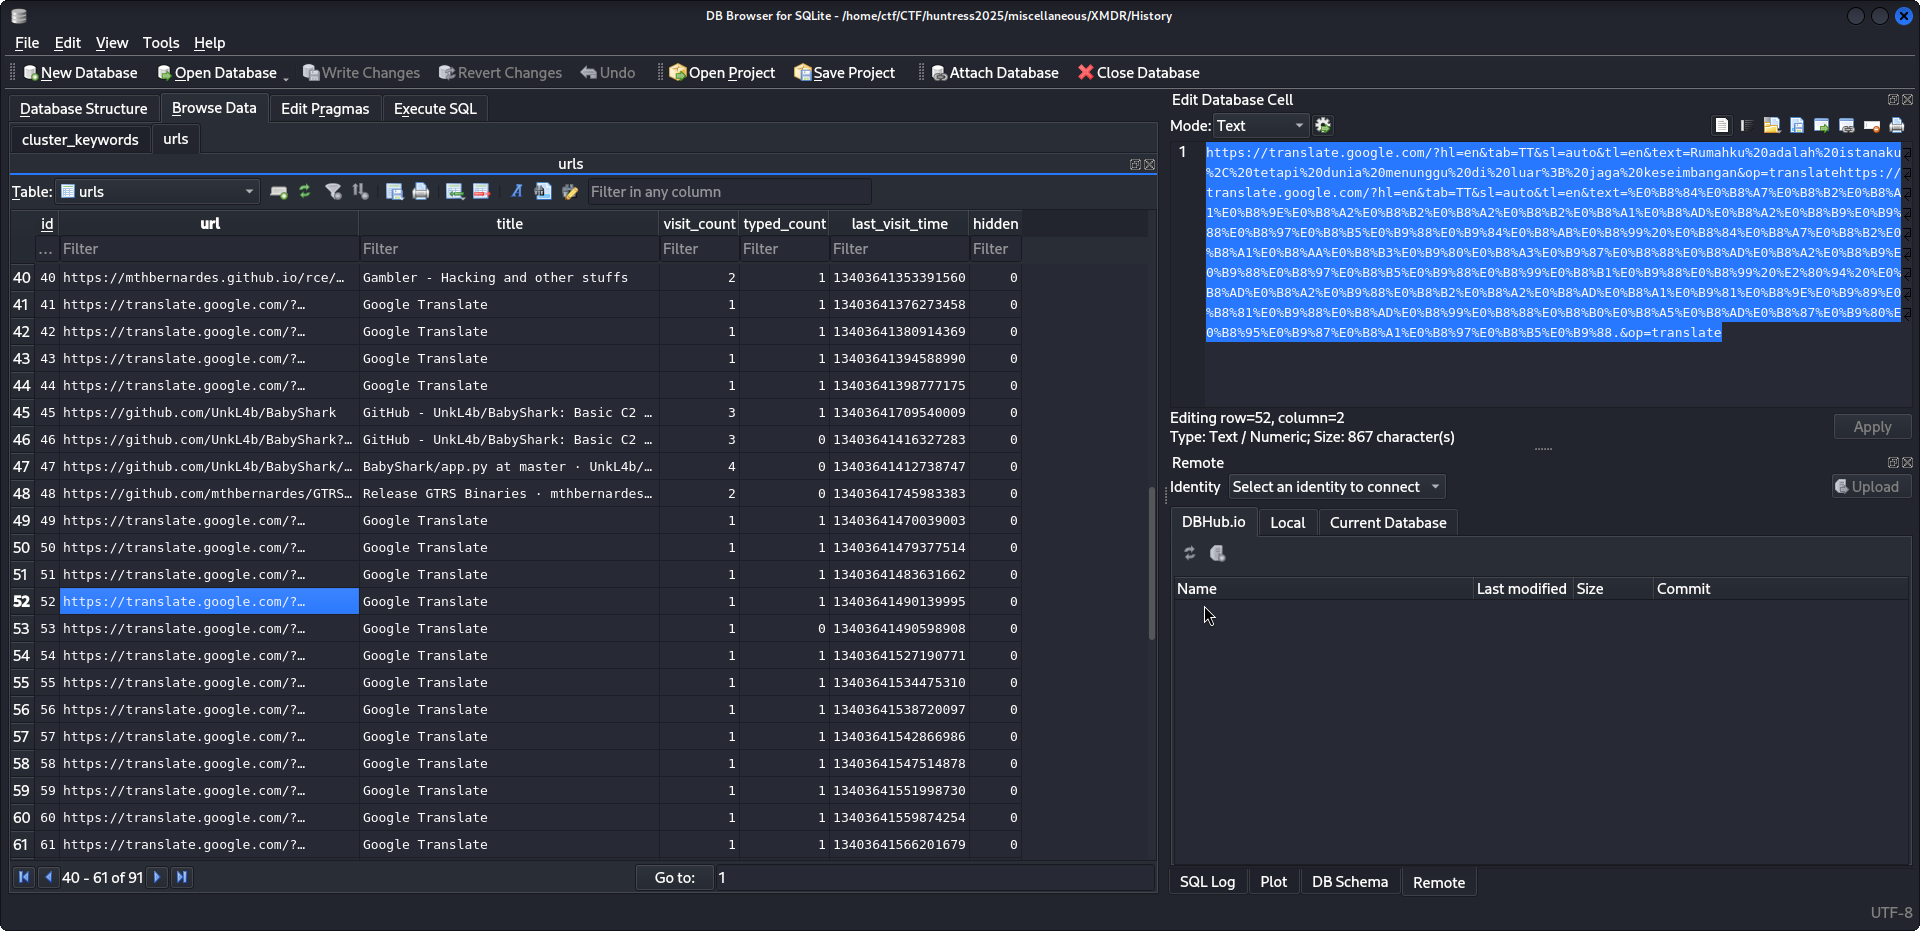 DB Browser for SQLite - /home/ctf/CTF/huntress2025/miscellaneous/XMDR/History
File Edit View Tools Help
New Database Open Database Write Changes Revert Changes Undo Open Project Save Project Attach Database Close Database
Database Structure Browse Data Edit Pragmas Execute SQL
cluster_keywords urls
urls
Table: urls Filter in any column
id url title visit_count typed_count last_visit_time hidden
... Filter Filter Filter Filter Filter Filter
40 40 https://mthbernardes.github.io/rce/… Gambler - Hacking and other stuffs 2 1 13403641353391560 0
41 41 https://translate.google.com/?… Google Translate 1 1 13403641376273458 0
42 42 https://translate.google.com/?… Google Translate 1 1 13403641380914369 0
43 43 https://translate.google.com/?… Google Translate 1 1 13403641394588990 0
44 44 https://translate.google.com/?… Google Translate 1 1 13403641398777175 0
45 45 https://github.com/UnkL4b/BabyShark GitHub - UnkL4b/BabyShark: Basic C2 … 3 1 13403641709540009 0
46 46 https://github.com/UnkL4b/BabyShark?… GitHub - UnkL4b/BabyShark: Basic C2 … 3 0 13403641416327283 0
47 47 https://github.com/UnkL4b/BabyShark/… BabyShark/app.py at master · UnkL4b/… 4 0 13403641412738747 0
48 48 https://github.com/mthbernardes/GTRS… Release GTRS Binaries · mthbernardes… 2 0 13403641745983383 0
49 49 https://translate.google.com/?… Google Translate 1 1 13403641470039003 0
50 50 https://translate.google.com/?… Google Translate 1 1 13403641479377514 0
51 51 https://translate.google.com/?… Google Translate 1 1 13403641483631662 0
52 52 https://translate.google.com/?… Google Translate 1 1 13403641490139995 0
53 53 https://translate.google.com/?… Google Translate 1 0 13403641490598908 0
54 54 https://translate.google.com/?… Google Translate 1 1 13403641527190771 0
55 55 https://translate.google.com/?… Google Translate 1 1 13403641534475310 0
56 56 https://translate.google.com/?… Google Translate 1 1 13403641538720097 0
57 57 https://translate.google.com/?… Google Translate 1 1 13403641542866986 0
58 58 https://translate.google.com/?… Google Translate 1 1 13403641547514878 0
59 59 https://translate.google.com/?… Google Translate 1 1 13403641551998730 0
60 60 https://translate.google.com/?… Google Translate 1 1 13403641559874254 0
61 61 https://translate.google.com/?… Google Translate 1 1 13403641566201679 0
40 - 61 of 91 Go to: 1
Edit Database Cell
Mode: Text
1 https://translate.google.com/?hl=en&tab=TT&sl=auto&tl=en&text=Rumahku%20adalah%20istanaku
%2C%20tetapi%20dunia%20menunggu%20di%20luar%3B%20jaga%20keseimbangan&op=translatehttps://
translate.google.com/?hl=en&tab=TT&sl=auto&tl=en&text=%E0%B8%84%E0%B8%A7%E0%B8%B2%E0%B8%A
1%E0%B8%9E%E0%B8%A2%E0%B8%B2%E0%B8%A2%E0%B8%B2%E0%B8%A1%E0%B8%AD%E0%B8%A2%E0%B8%B9%E0%B9%
88%E0%B8%97%E0%B8%B5%E0%B9%88%E0%B9%84%E0%B8%AB%E0%B8%99%20%E0%B8%84%E0%B8%A7%E0%B8%B2%E0
%B8%A1%E0%B8%AA%E0%B8%B3%E0%B9%80%E0%B8%A3%E0%B9%87%E0%B8%88%E0%B8%AD%E0%B8%A2%E0%B8%B9%E
0%B9%88%E0%B8%97%E0%B8%B5%E0%B9%88%E0%B8%99%E0%B8%B1%E0%B9%88%E0%B8%99%20%E2%80%94%20%E0%
B8%AD%E0%B8%A2%E0%B9%88%E0%B8%B2%E0%B8%A2%E0%B8%AD%E0%B8%A1%E0%B9%81%E0%B8%9E%E0%B9%89%E0
%B8%81%E0%B9%88%E0%B8%AD%E0%B8%99%E0%B8%88%E0%B8%B0%E0%B8%A5%E0%B8%AD%E0%B8%87%E0%B9%80%E
0%B8%95%E0%B9%87%E0%B8%A1%E0%B8%97%E0%B8%B5%E0%B9%88.&op=translate
Editing row=52, column=2
Type: Text / Numeric; Size: 867 character(s)
Apply
Remote
Identity Select an identity to connect Upload
DBHub.io Local Current Database
Name Last modified Size Commit
SQL Log Plot DB Schema Remote
UTF-8